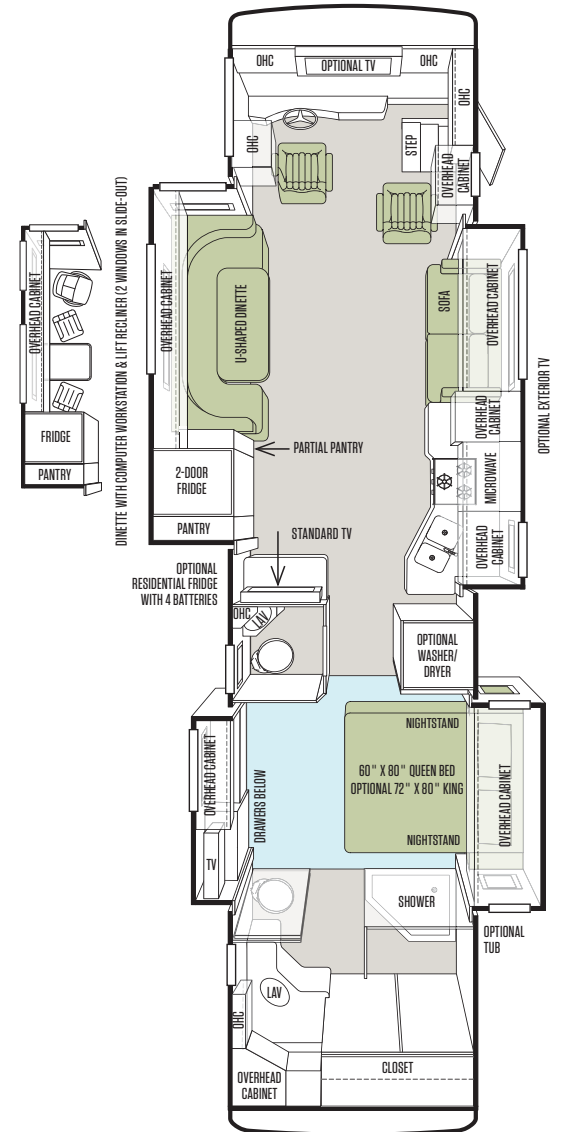 OHC
OPTIONAL TV
OHC
OHC
OHC
STEP
OVERHEAD
CABINET
DINETTE WITH COMPUTER WORKSTATION & LIFT RECLINER (2 WINDOWS IN SLIDE-OUT)
OVERHEAD CABINET
FRIDGE
PANTRY
OVERHEAD CABINET
U-SHAPED DINETTE
SOFA
OVERHEAD CABINET
OPTIONAL EXTERIOR TV
OVERHEAD
CABINET
PARTIAL PANTRY
2-DOOR
FRIDGE
MICROWAVE
PANTRY
STANDARD TV
OVERHEAD
CABINET
OPTIONAL
RESIDENTIAL FRIDGE
WITH 4 BATTERIES
OHC
LAV
OPTIONAL
WASHER/
DRYER
NIGHTSTAND
60" X 80" QUEEN BED
OPTIONAL 72" X 80" KING
NIGHTSTAND
OVERHEAD CABINET
OVERHEAD CABINET
DRAWERS BELOW
TV
SHOWER
OPTIONAL
TUB
LAV
OHC
OVERHEAD
CABINET
CLOSET